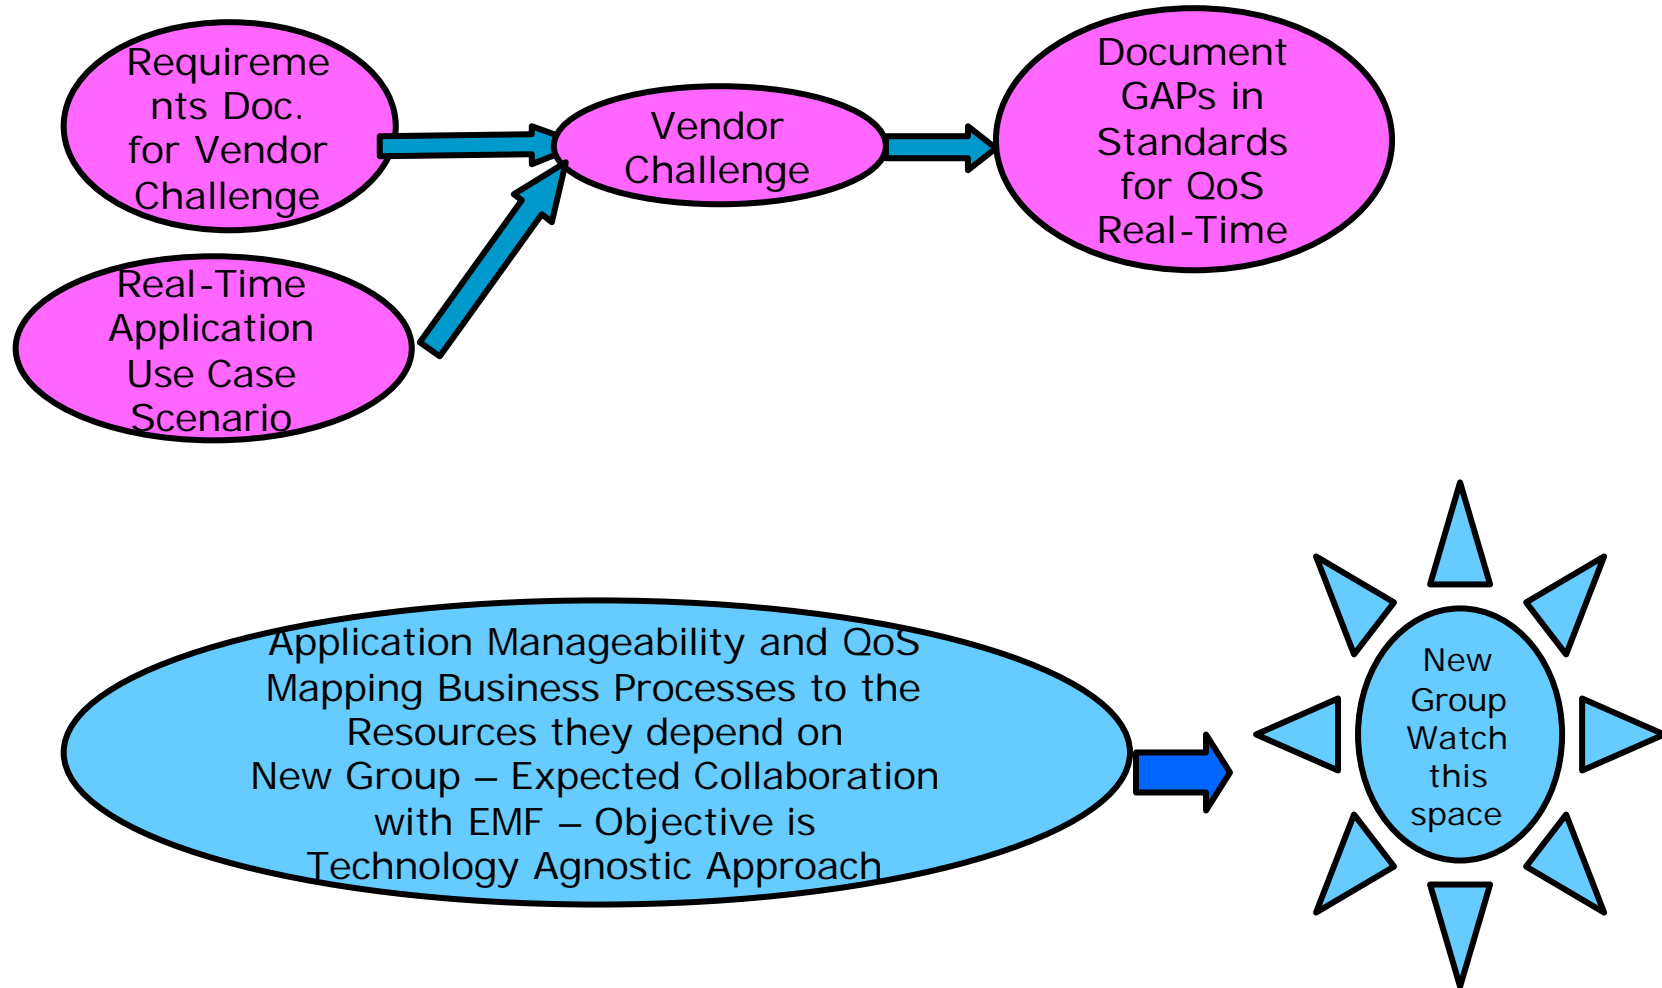 Requireme
nts Doc.
for Vendor
Challenge
Vendor
Challenge
Document
GAPs in
Standards
for QoS
Real-Time
Real-Time
Application
Use Case
Scenario
Application Manageability and QoS
Mapping Business Processes to the
Resources they depend on
New Group – Expected Collaboration
with EMF – Objective is
Technology Agnostic Approach
New
Group
Watch
this
space